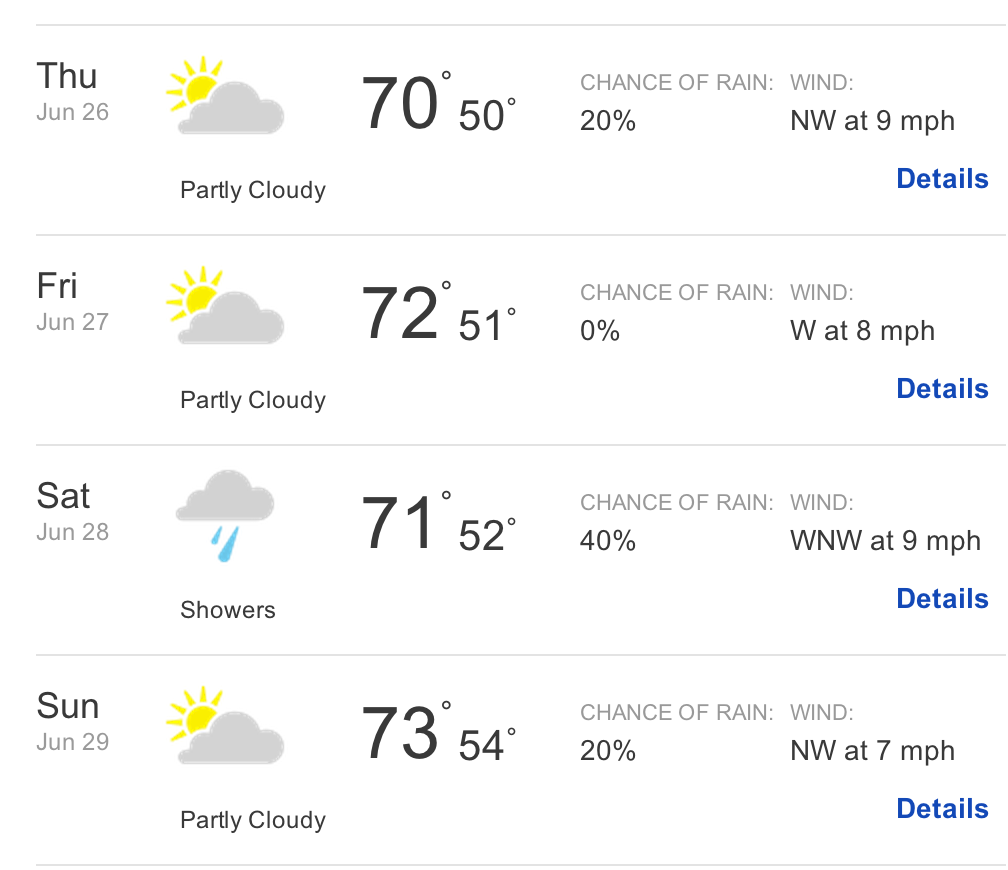 Thu
Jun 26
Partly Cloudy
70° 50°
CHANCE OF RAIN: WIND:
20% NW at 9 mph
Details
Fri
Jun 27
Partly Cloudy
72° 51°
CHANCE OF RAIN: WIND:
0% W at 8 mph
Details
Sat
Jun 28
Showers
71° 52°
CHANCE OF RAIN: WIND:
40% WNW at 9 mph
Details
Sun
Jun 29
Partly Cloudy
73° 54°
CHANCE OF RAIN: WIND:
20% NW at 7 mph
Details